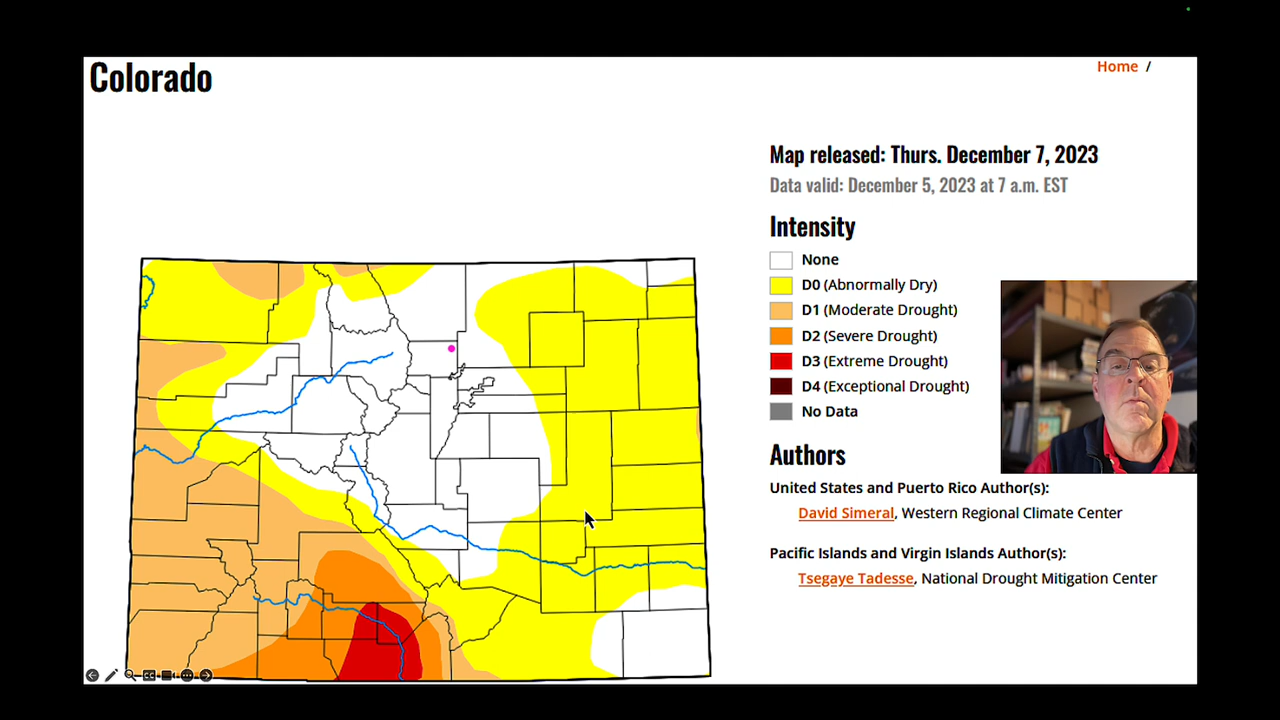 Colorado
Home /
Map released: Thurs. December 7, 2023
Data valid: December 5, 2023 at 7 a.m. EST
Intensity
None
D0 (Abnormally Dry)
D1 (Moderate Drought)
D2 (Severe Drought)
D3 (Extreme Drought)
D4 (Exceptional Drought)
No Data
Authors
United States and Puerto Rico Author(s):
David Simeral, Western Regional Climate Center
Pacific Islands and Virgin Islands Author(s):
Tsegaye Tadesse, National Drought Mitigation Center